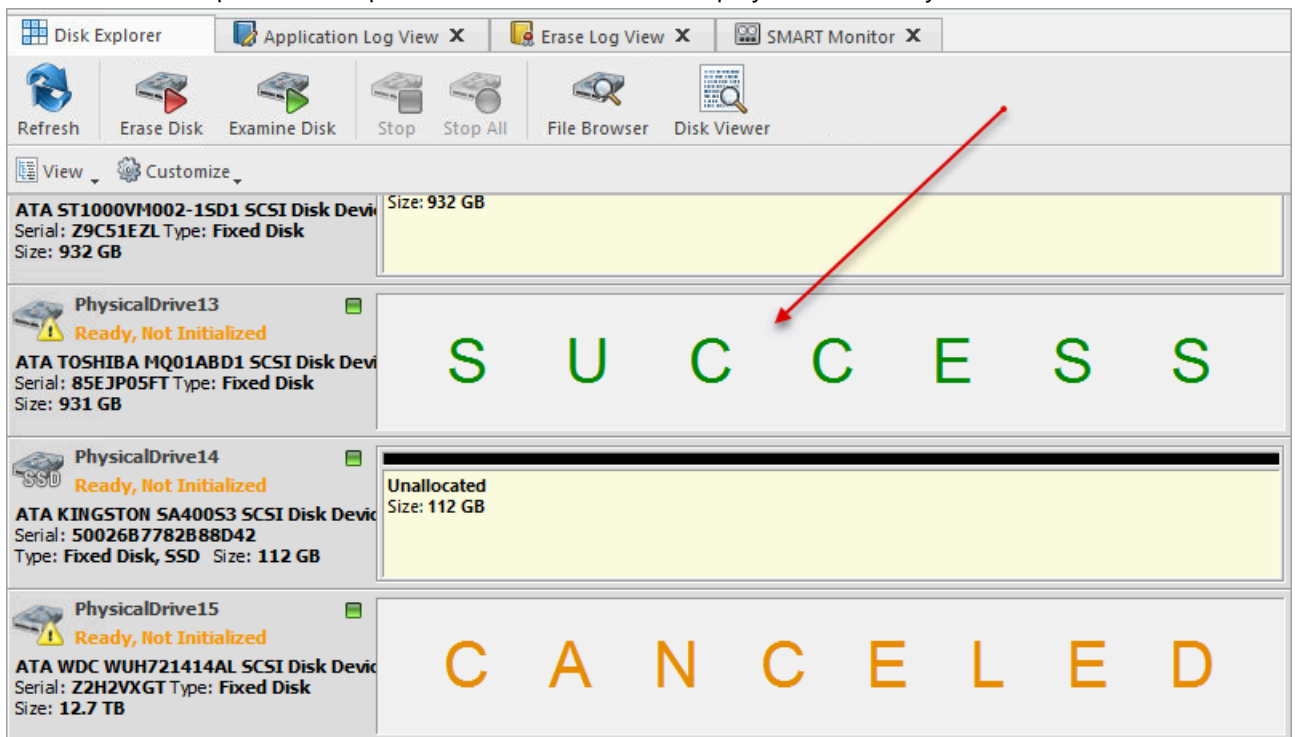 Disk Explorer Application Log View X Erase Log View X SMART Monitor X
Refresh Erase Disk Examine Disk Stop Stop All File Browser Disk Viewer
View Customize
ATA ST1000VM002-1SD1 SCSI Disk Devi
Serial: Z9C51EZL Type: Fixed Disk
Size: 932 GB
Size: 932 GB
PhysicalDrive13
Ready, Not Initialized
ATA TOSHIBA MQ01ABD1 SCSI Disk Devi
Serial: 85EJP05FT Type: Fixed Disk
Size: 931 GB
S U C C E S S
PhysicalDrive14
SSD
Ready, Not Initialized
ATA KINGSTON SA400S3 SCSI Disk Devic
Serial: 50026B7782B88D42
Type: Fixed Disk, SSD Size: 112 GB
Unallocated
Size: 112 GB
PhysicalDrive15
Ready, Not Initialized
ATA WDC WUH721414AL SCSI Disk Devic
Serial: Z2H2VXGT Type: Fixed Disk
Size: 12.7 TB
C A N C E L E D